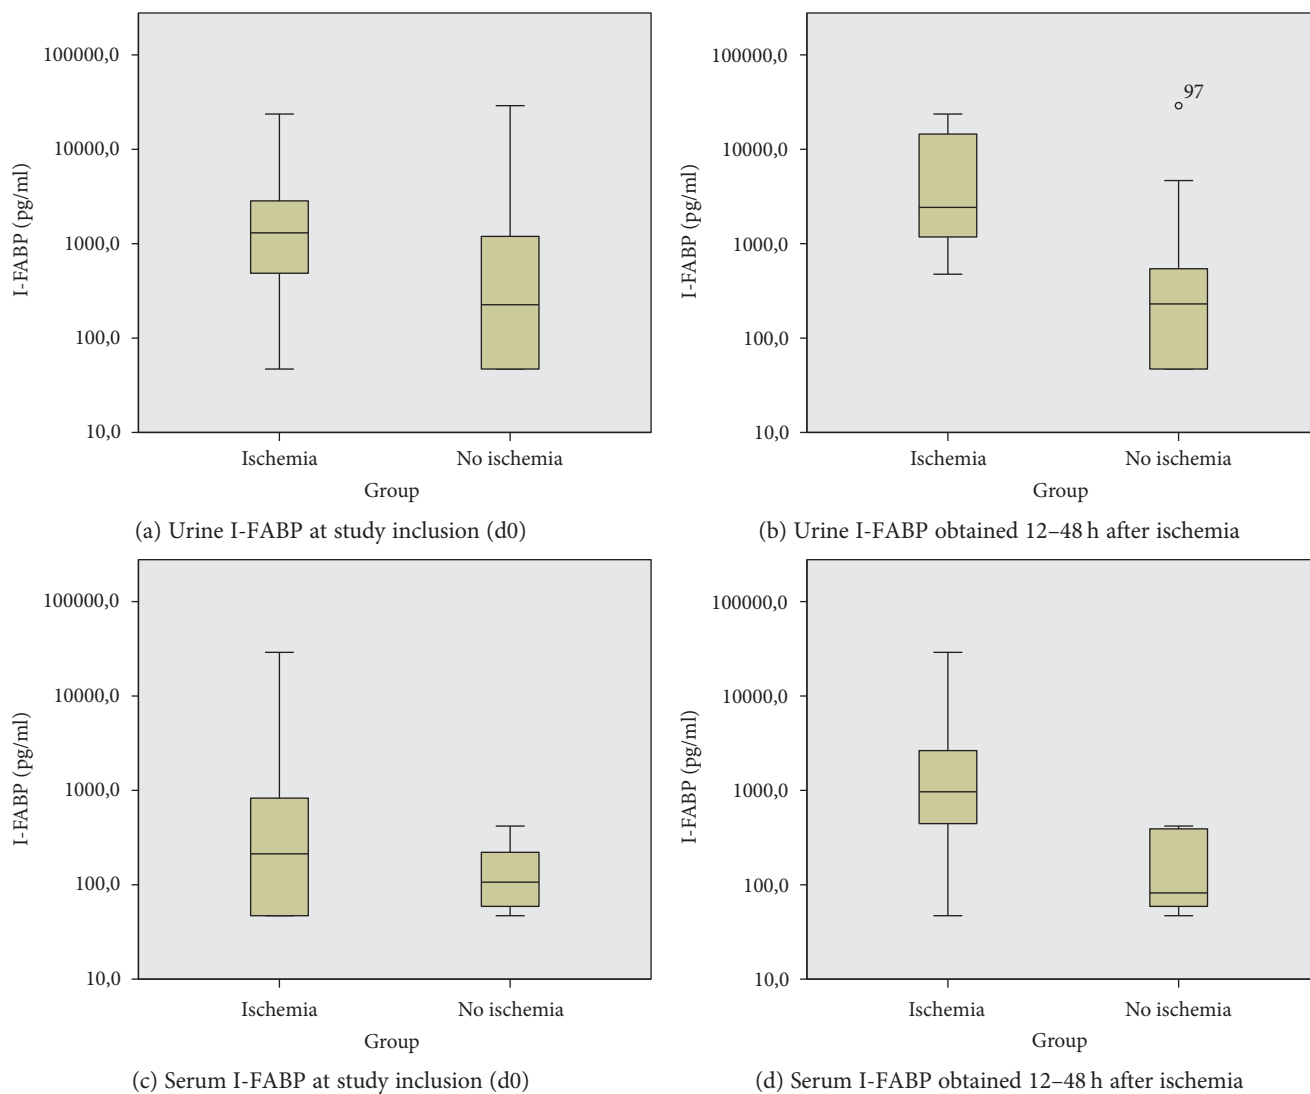 100000,0
10000,0
1000,0
100,0
10,0
I-FABP (pg/ml)
Ischemia
No ischemia
Group
(a) Urine I-FABP at study inclusion (d0)
100000,0
10000,0
1000,0
100,0
10,0
I-FABP (pg/ml)
97
Ischemia
No ischemia
Group
(b) Urine I-FABP obtained 12–48 h after ischemia
100000,0
10000,0
1000,0
100,0
10,0
I-FABP (pg/ml)
Ischemia
No ischemia
Group
(c) Serum I-FABP at study inclusion (d0)
100000,0
10000,0
1000,0
100,0
10,0
I-FABP (pg/ml)
Ischemia
No ischemia
Group
(d) Serum I-FABP obtained 12–48 h after ischemia